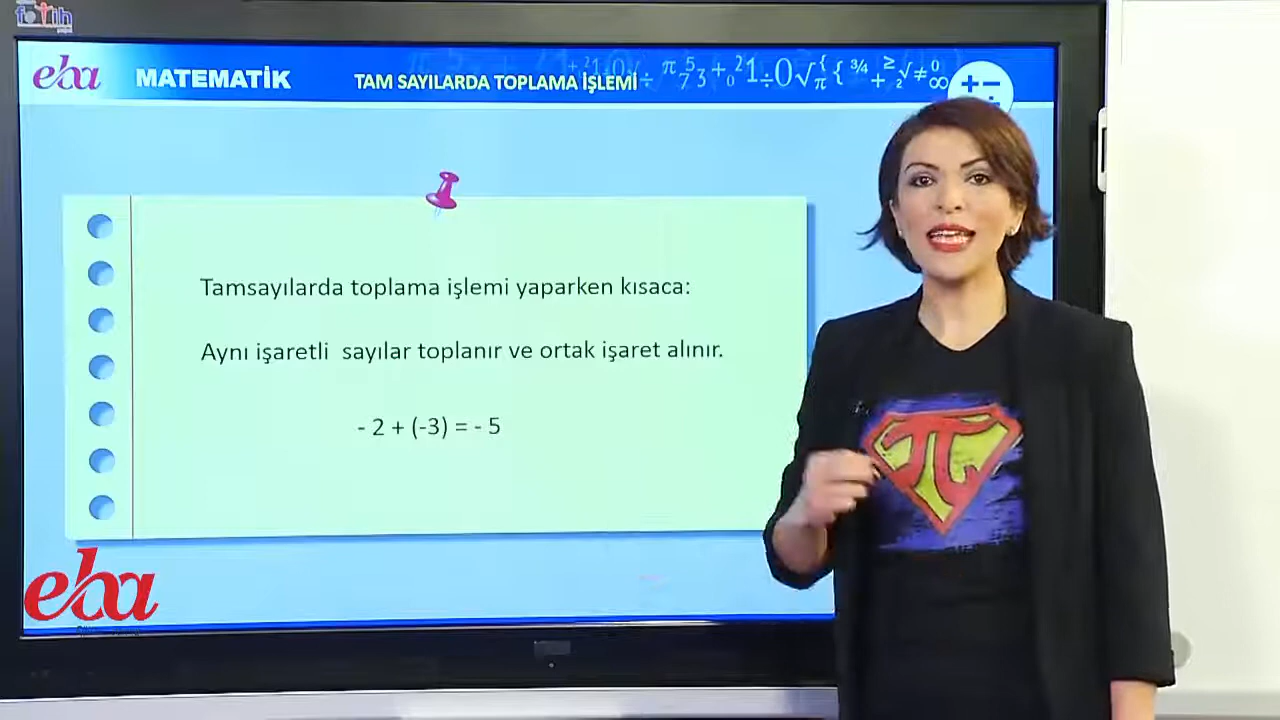 fatih
eba MATEMATİK TAM SAYILARDA TOPLAMA İŞLEMİ
Tamsayılarda toplama işlemi yaparken kısaca:
Aynı işaretli sayılar toplanır ve ortak işaret alınır.
- 2 + (-3) = - 5
π
eba